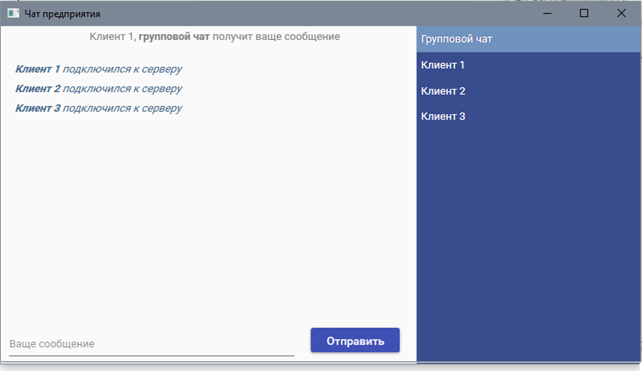 Чат предприятия
Клиент 1, групповой чат получит ваше сообщение
Клиент 1 подключился к серверу
Клиент 2 подключился к серверу
Клиент 3 подключился к серверу
Ваще сообщение
Отправить
Групповой чат
Клиент 1
Клиент 2
Клиент 3